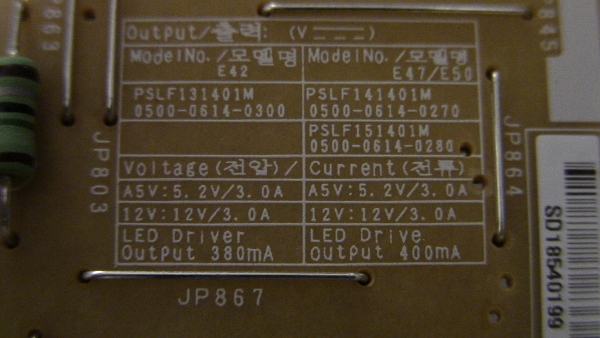 JP863
JP845
Output/출력: (V ⎓)
Model No./모델명 E42
Model No./모델명 E47/E50
PSLF131401M
0500-0614-0300
PSLF141401M
0500-0614-0270
PSLF151401M
0500-0614-0280
Voltage(전압)/
Current(전류)
A5V:5.2V/3.0A
A5V:5.2V/3.0A
12V:12V/3.0A
12V:12V/3.0A
LED Driver
Output 380mA
LED Drive
Output 400mA
JP803
JP864
JP867
SD18540199